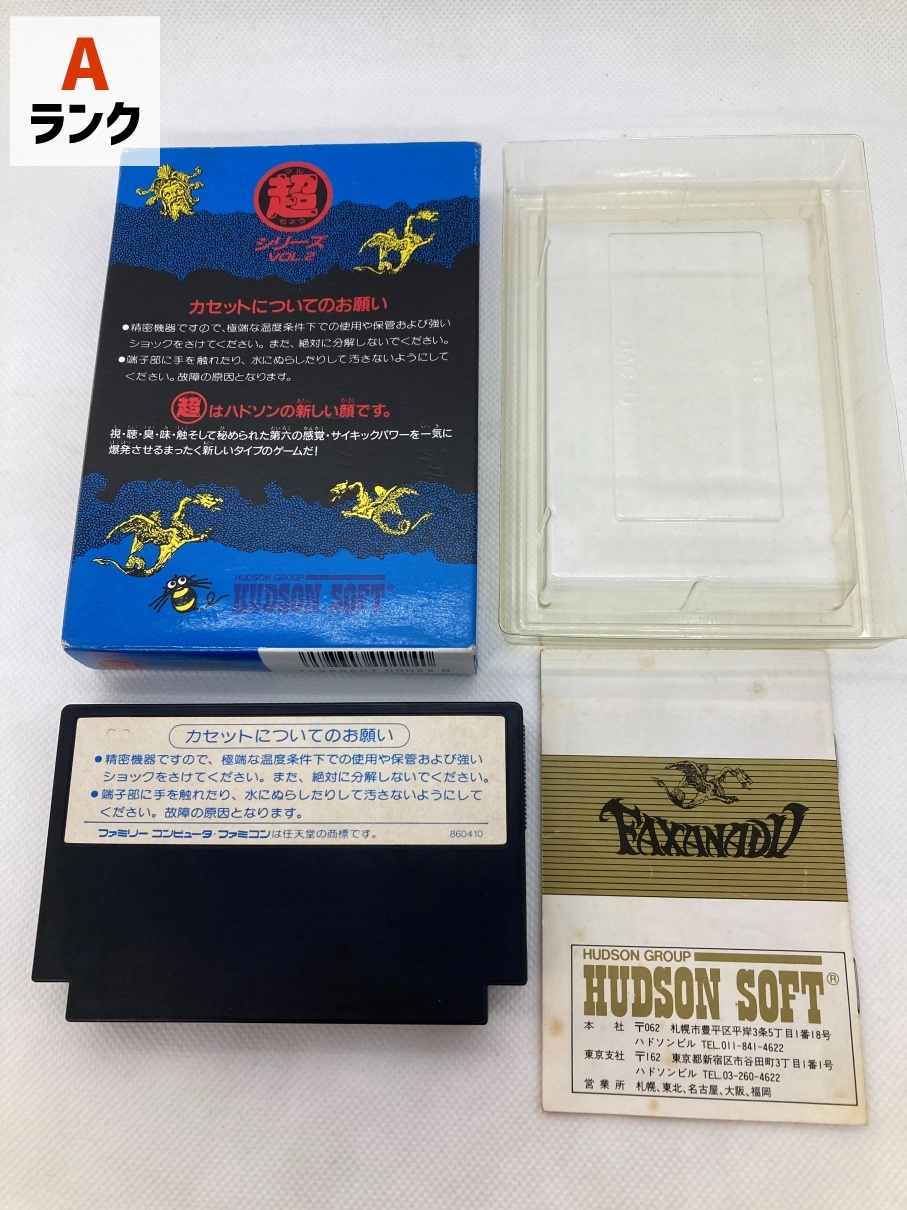 A
ランク
マル
超
ちょう
シリーズ
VOL.2
カセットについてのお願い
●精密機器ですので、極端な温度条件下での使用や保管および強い
ショックをさけてください。また、絶対に分解しないでください。
●端子部に手を触れたり、水にぬらしたりして汚さないようにして
ください。故障の原因となります。
超はハドソンの新しい顔です。
視・聴・臭・味・触そして秘められた第六の感覚・サイキックパワーを一気に
爆発させるまったく新しいタイプのゲームだ!
HUDSON GROUP
HUDSON SOFT®
カセットについてのお願い
●精密機器ですので、極端な温度条件下での使用や保管および強い
ショックをさけてください。また、絶対に分解しないでください。
●端子部に手を触れたり、水にぬらしたりして汚さないようにして
ください。故障の原因となります。
ファミリーコンピュータ・ファミコンは任天堂の商標です。 860410
FAXANADU
HUDSON GROUP
HUDSON SOFT®
本 社 〒062 札幌市豊平区平岸3条5丁目1番18号
ハドソンビル TEL.011-841-4622
東京支社 〒162 東京都新宿区市谷田町3丁目1番1号
ハドソンビル TEL.03-260-4622
営業所 札幌、東北、名古屋、大阪、福岡